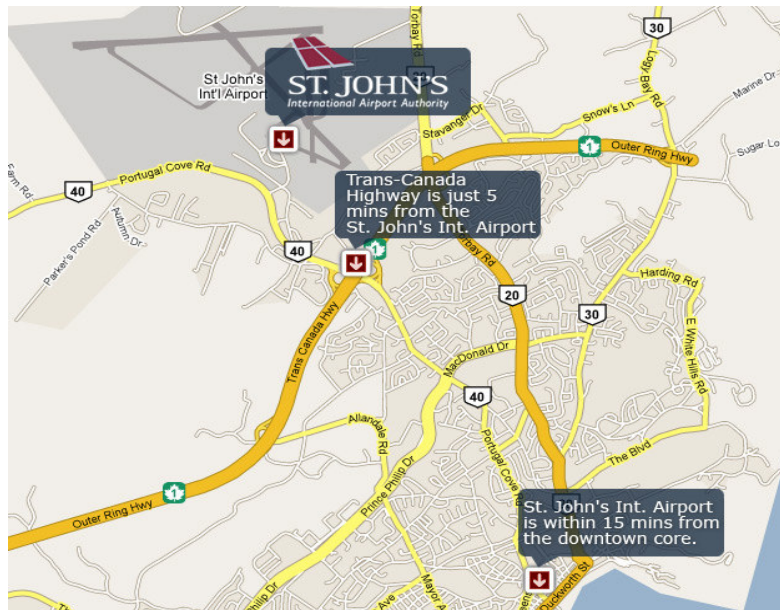 Torbay Rd
30
30
Logy Bay Rd
Marine Dr
St John's
Int'l Airport
ST. JOHN'S
International Airport Authority
Snow's Ln
Stavanger Dr
1
Outer Ring Hwy
Sugar Lo
Portugal Cove Rd
Farm Rd
40
Trans-Canada
Highway is just 5
mins from the
St. John's Int. Airport
Autumn Dr
Parker's Pond Rd
40
1
rbay Rd
Harding Rd
20
30
Trans Canada Hwy
E White Hills Rd
MacDonald Dr
40
Allandale Rd
Portugal Cove Rd
The Blvd
Prince Philip Dr
1
Outer Ring Hwy
St. John's Int. Airport
is within 15 mins from
the downtown core.
Duckworth St
Mayor A
Philip Dr